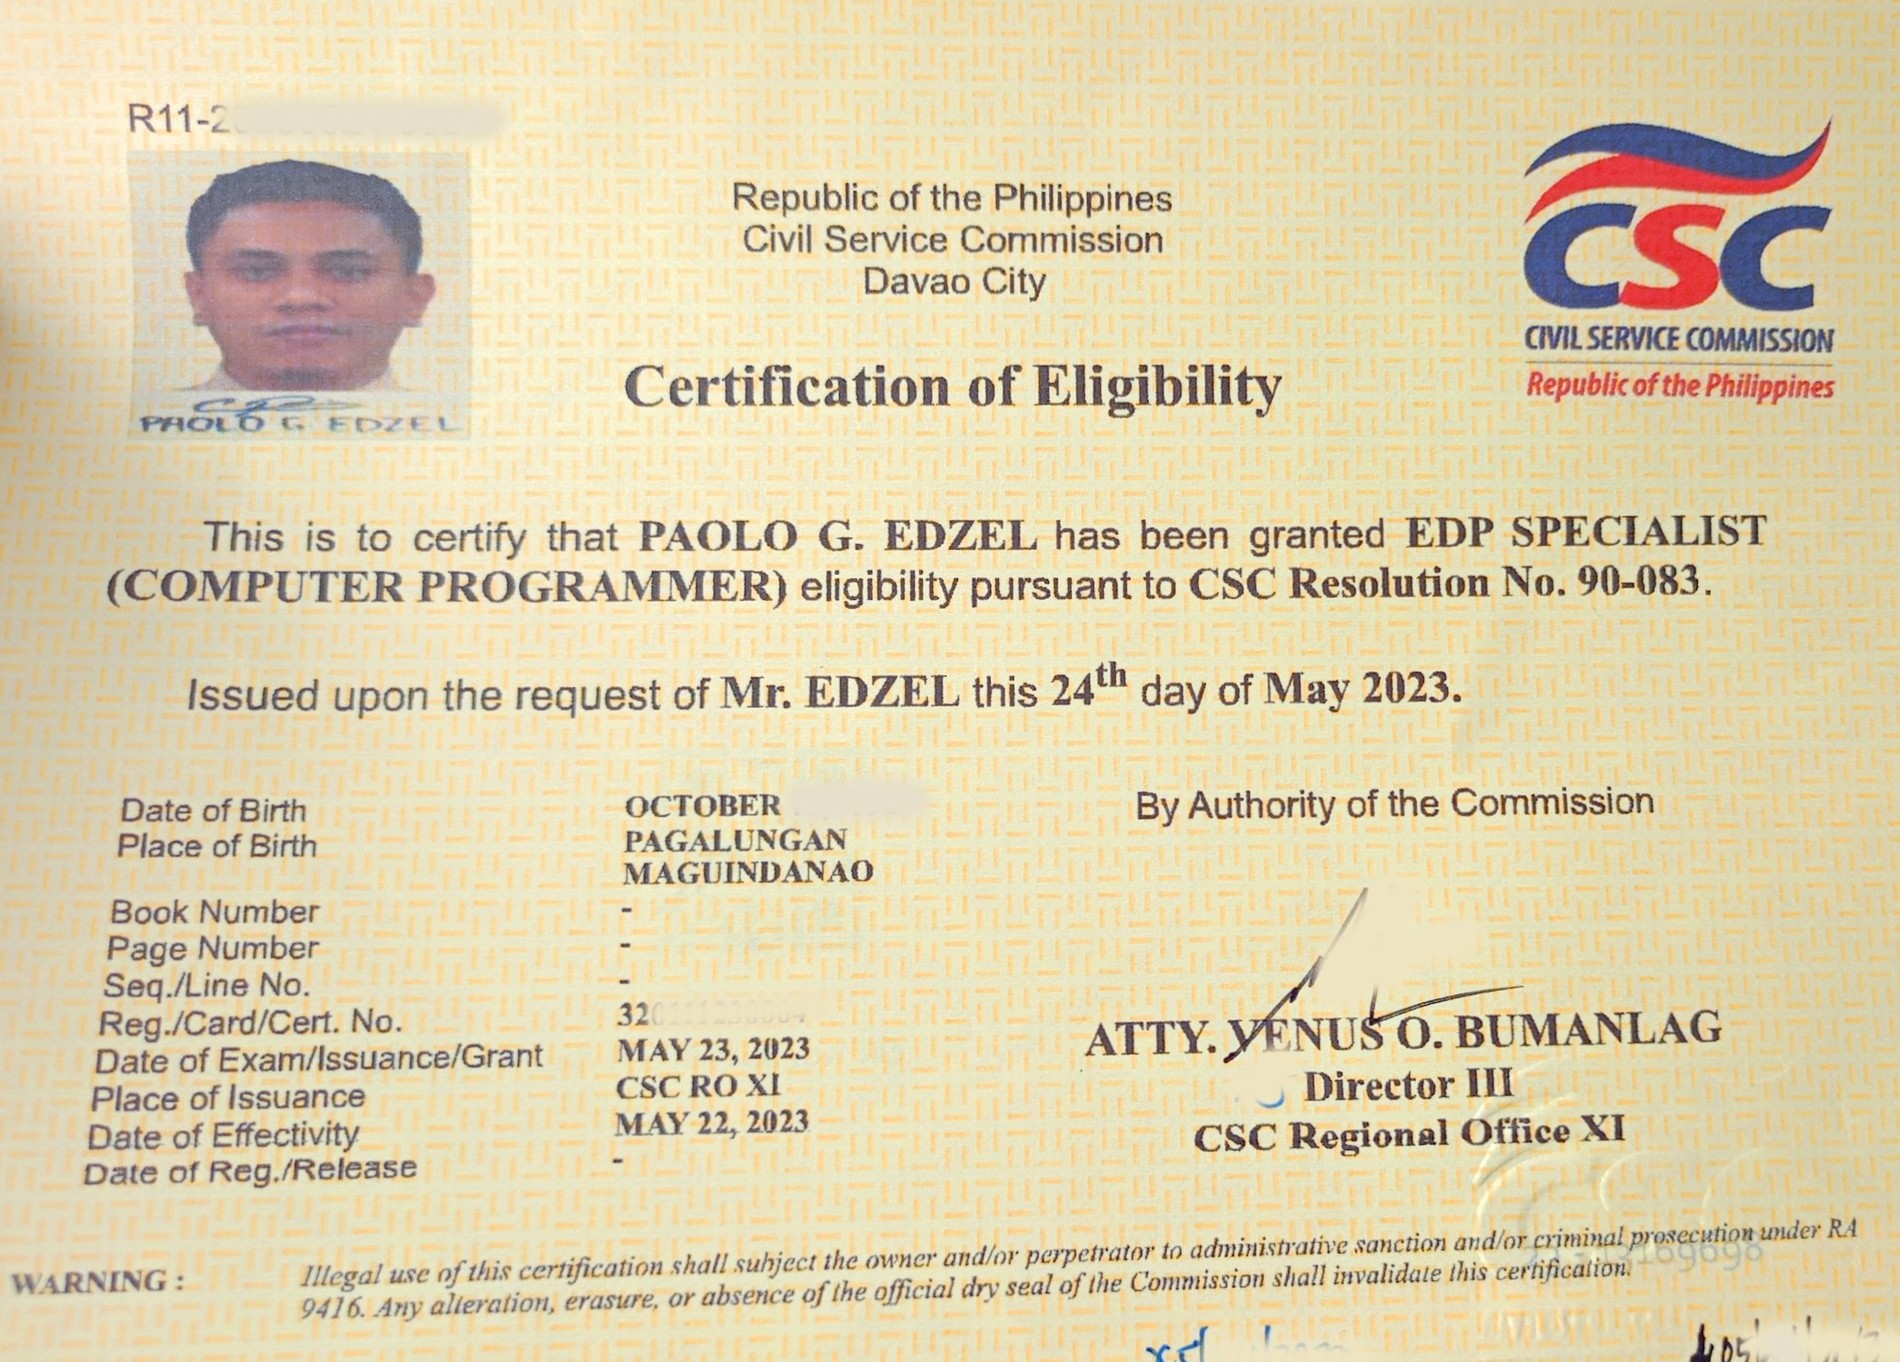 R11-2
Republic of the Philippines
Civil Service Commission
Davao City
CSC
CIVIL SERVICE COMMISSION
Republic of the Philippines
PAOLO G. EDZEL
Certification of Eligibility
This is to certify that PAOLO G. EDZEL has been granted EDP SPECIALIST
(COMPUTER PROGRAMMER) eligibility pursuant to CSC Resolution No. 90-083.
Issued upon the request of Mr. EDZEL this 24th day of May 2023.
Date of Birth OCTOBER
Place of Birth PAGALUNGAN
MAGUINDANAO
Book Number -
Page Number -
Seq./Line No. -
Reg./Card/Cert. No. 32
Date of Exam/Issuance/Grant MAY 23, 2023
Place of Issuance CSC RO XI
Date of Effectivity MAY 22, 2023
Date of Reg./Release -
By Authority of the Commission
ATTY. VENUS O. BUMANLAG
Director III
CSC Regional Office XI
WARNING : Illegal use of this certification shall subject the owner and/or perpetrator to administrative sanction and/or criminal prosecution under RA
9416. Any alteration, erasure, or absence of the official dry seal of the Commission shall invalidate this certification.